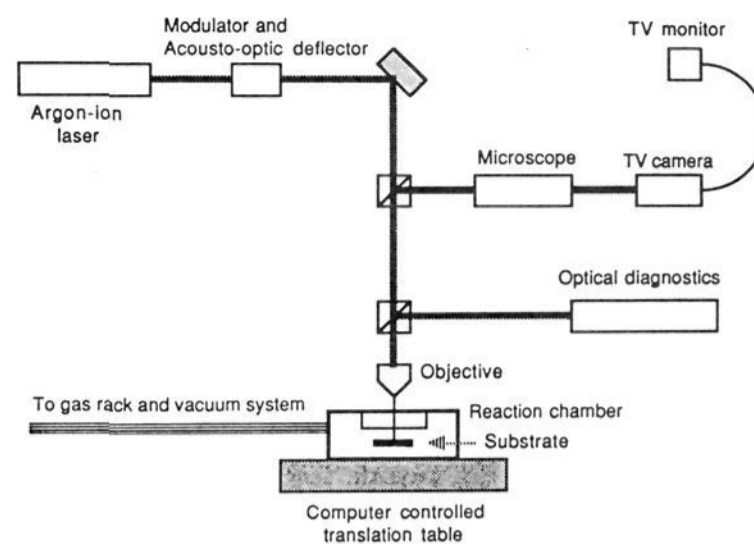 Modulator and
Acousto-optic deflector
TV monitor
Argon-ion
laser
Microscope
TV camera
Optical diagnostics
Objective
To gas rack and vacuum system
Reaction chamber
Substrate
Computer controlled
translation table